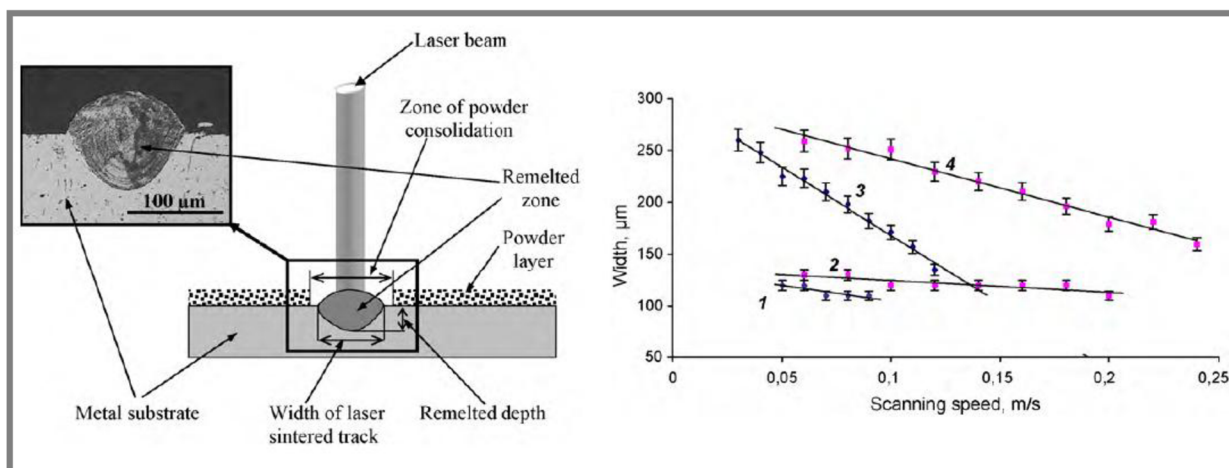 Laser beam
Zone of powder
consolidation
Remelted
zone
Powder
layer
100 µm
Metal substrate
Width of laser
sintered track
Remelted depth
300
250
200
150
100
50
Width, µm
4
3
2
1
0
0,05
0,1
0,15
0,2
0,25
Scanning speed, m/s